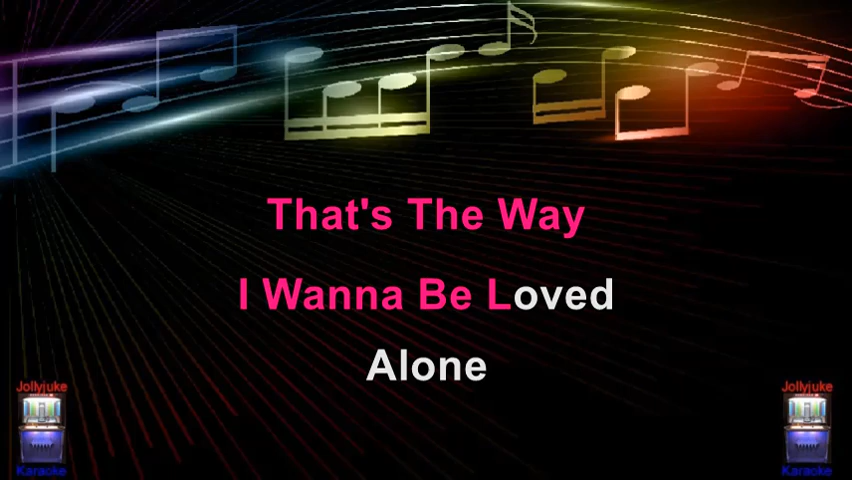 That's The Way
I Wanna Be Loved
Alone
Jollyjuke
Karaoke
Jollyjuke
Karaoke